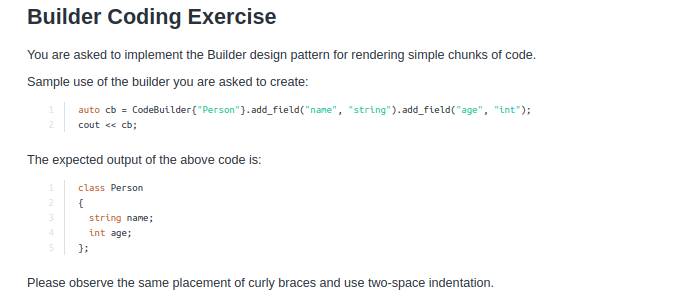 Builder Coding Exercise
You are asked to implement the Builder design pattern for rendering simple chunks of code.
Sample use of the builder you are asked to create:
1 auto cb = CodeBuilder{"Person"}.add_field("name", "string").add_field("age", "int");
2 cout << cb;
The expected output of the above code is:
1 class Person
2 {
3   string name;
4   int age;
5 };
Please observe the same placement of curly braces and use two-space indentation.